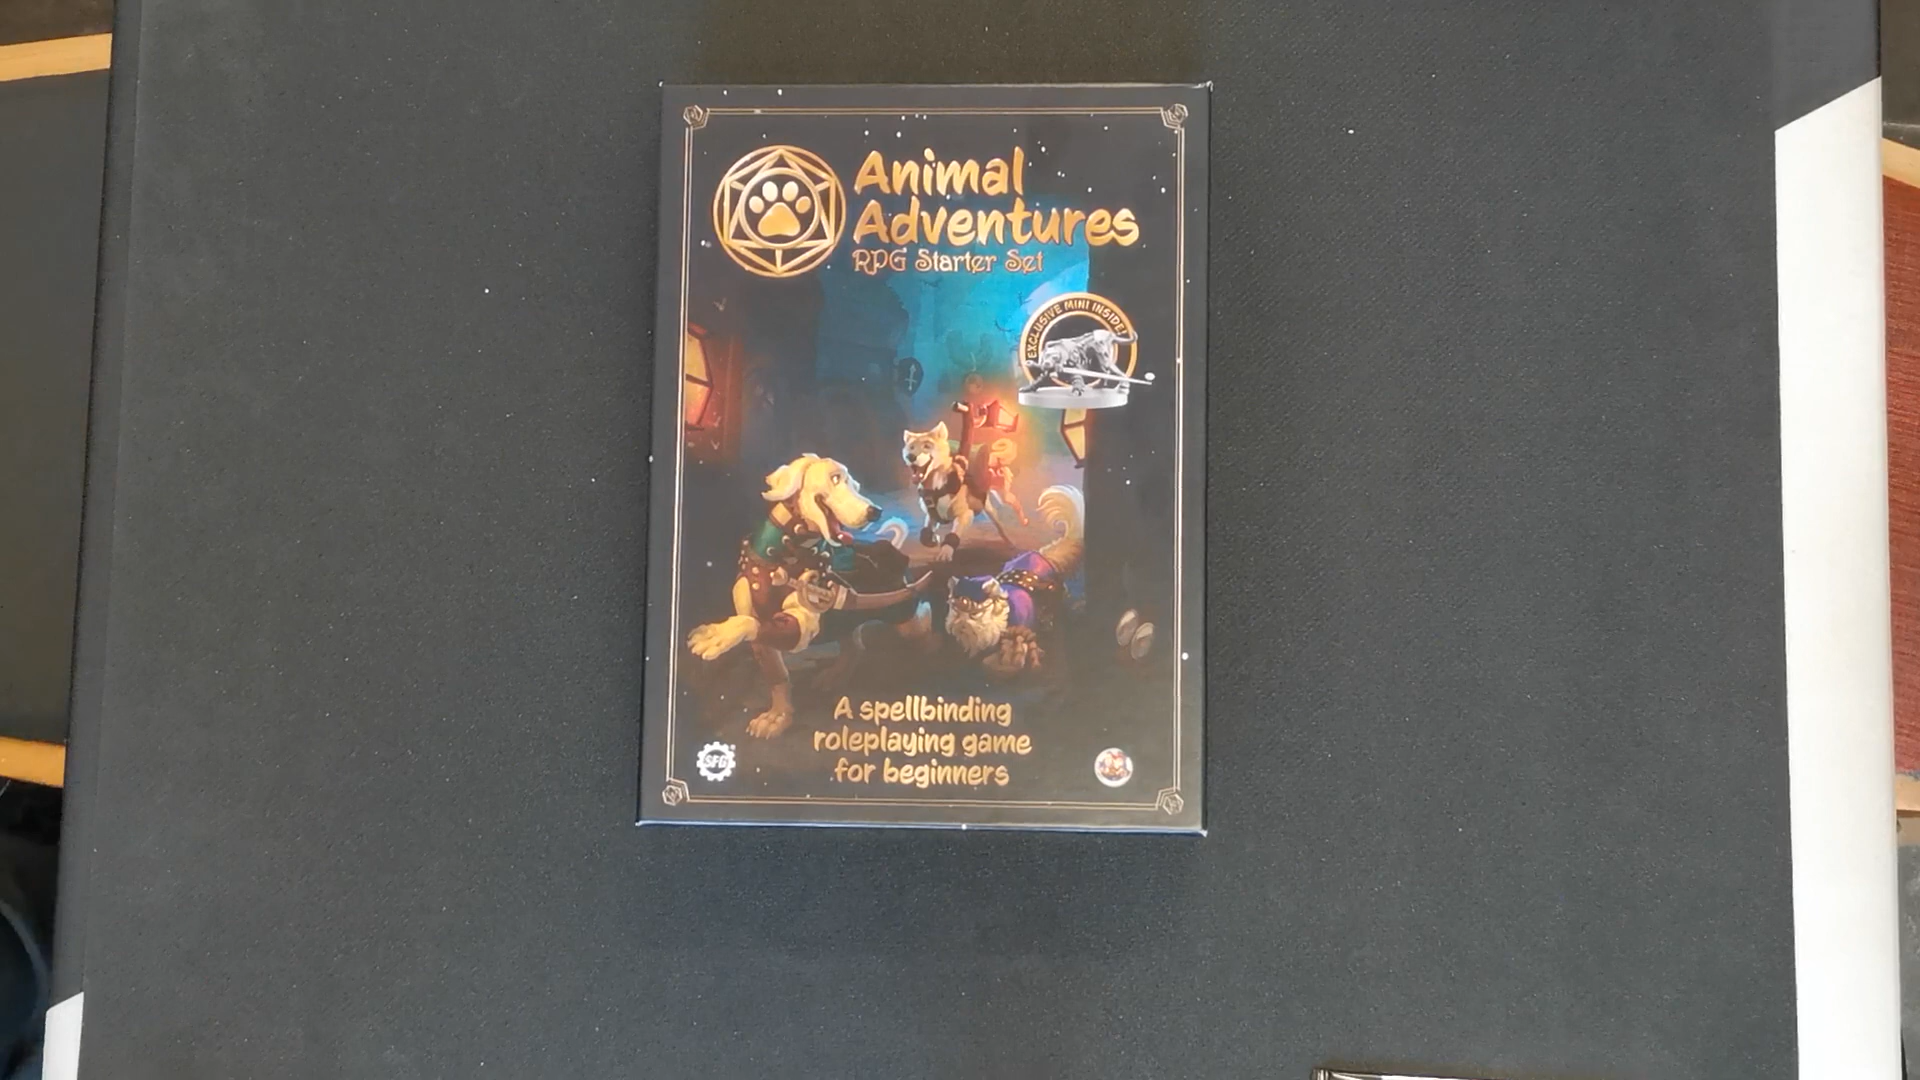 Animal
Adventures
RPG Starter Set
EXCLUSIVE MINI INSIDE!
A spellbinding
roleplaying game
for beginners
SFG